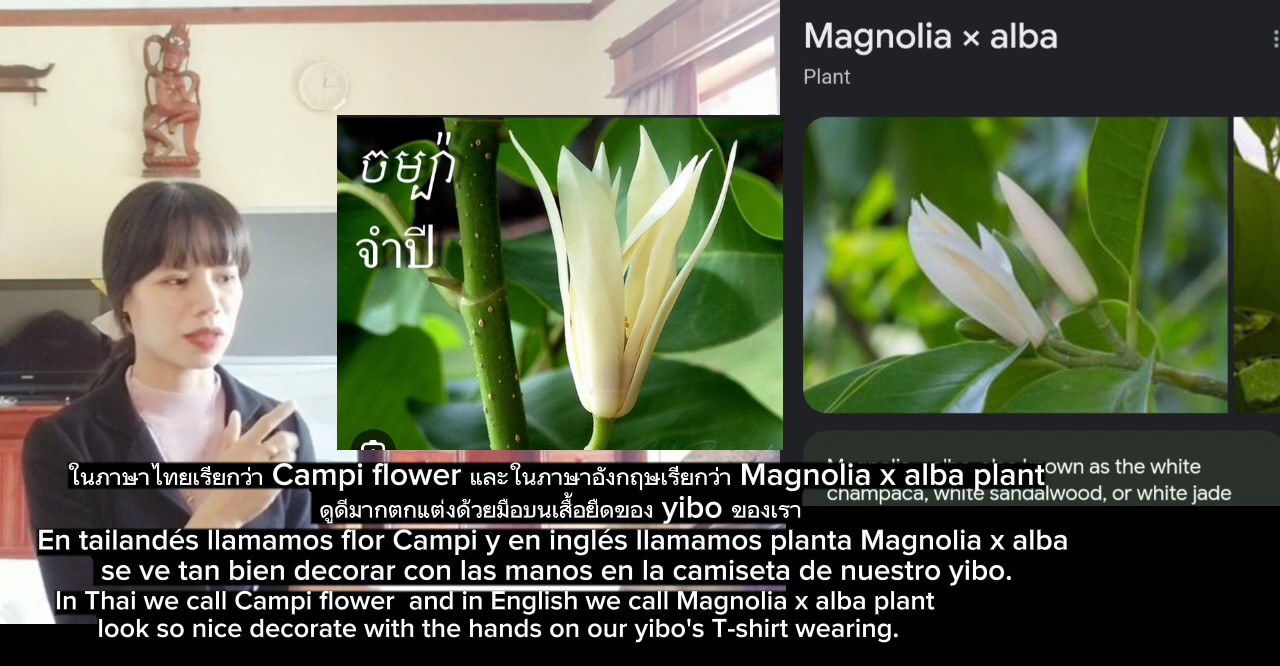 Magnolia × alba
Plant
ចម្ប៉ា
จำปี
known as the white
champaca, white sandalwood, or white jade
ในภาษาไทยเรียกว่า Campi flower และในภาษาอังกฤษเรียกว่า Magnolia x alba plant
ดูดีมากตกแต่งด้วยมือบนเสื้อยืดของ yibo ของเรา
En tailandés llamamos flor Campi y en inglés llamamos planta Magnolia x alba
se ve tan bien decorar con las manos en la camiseta de nuestro yibo.
In Thai we call Campi flower and in English we call Magnolia x alba plant
look so nice decorate with the hands on our yibo's T-shirt wearing.